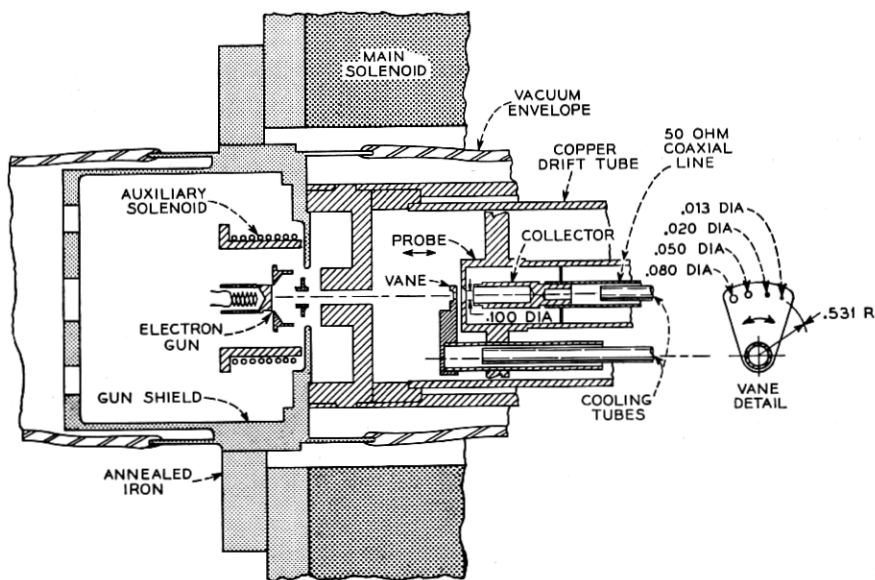 MAIN
SOLENOID
VACUUM
ENVELOPE
COPPER
DRIFT TUBE
50 OHM
COAXIAL
LINE
AUXILIARY
SOLENOID
PROBE
COLLECTOR
VANE
.100 DIA
ELECTRON
GUN
GUN SHIELD
COOLING
TUBES
ANNEALED
IRON
.013 DIA
.020 DIA
.050 DIA
.080 DIA
.531 R
VANE
DETAIL